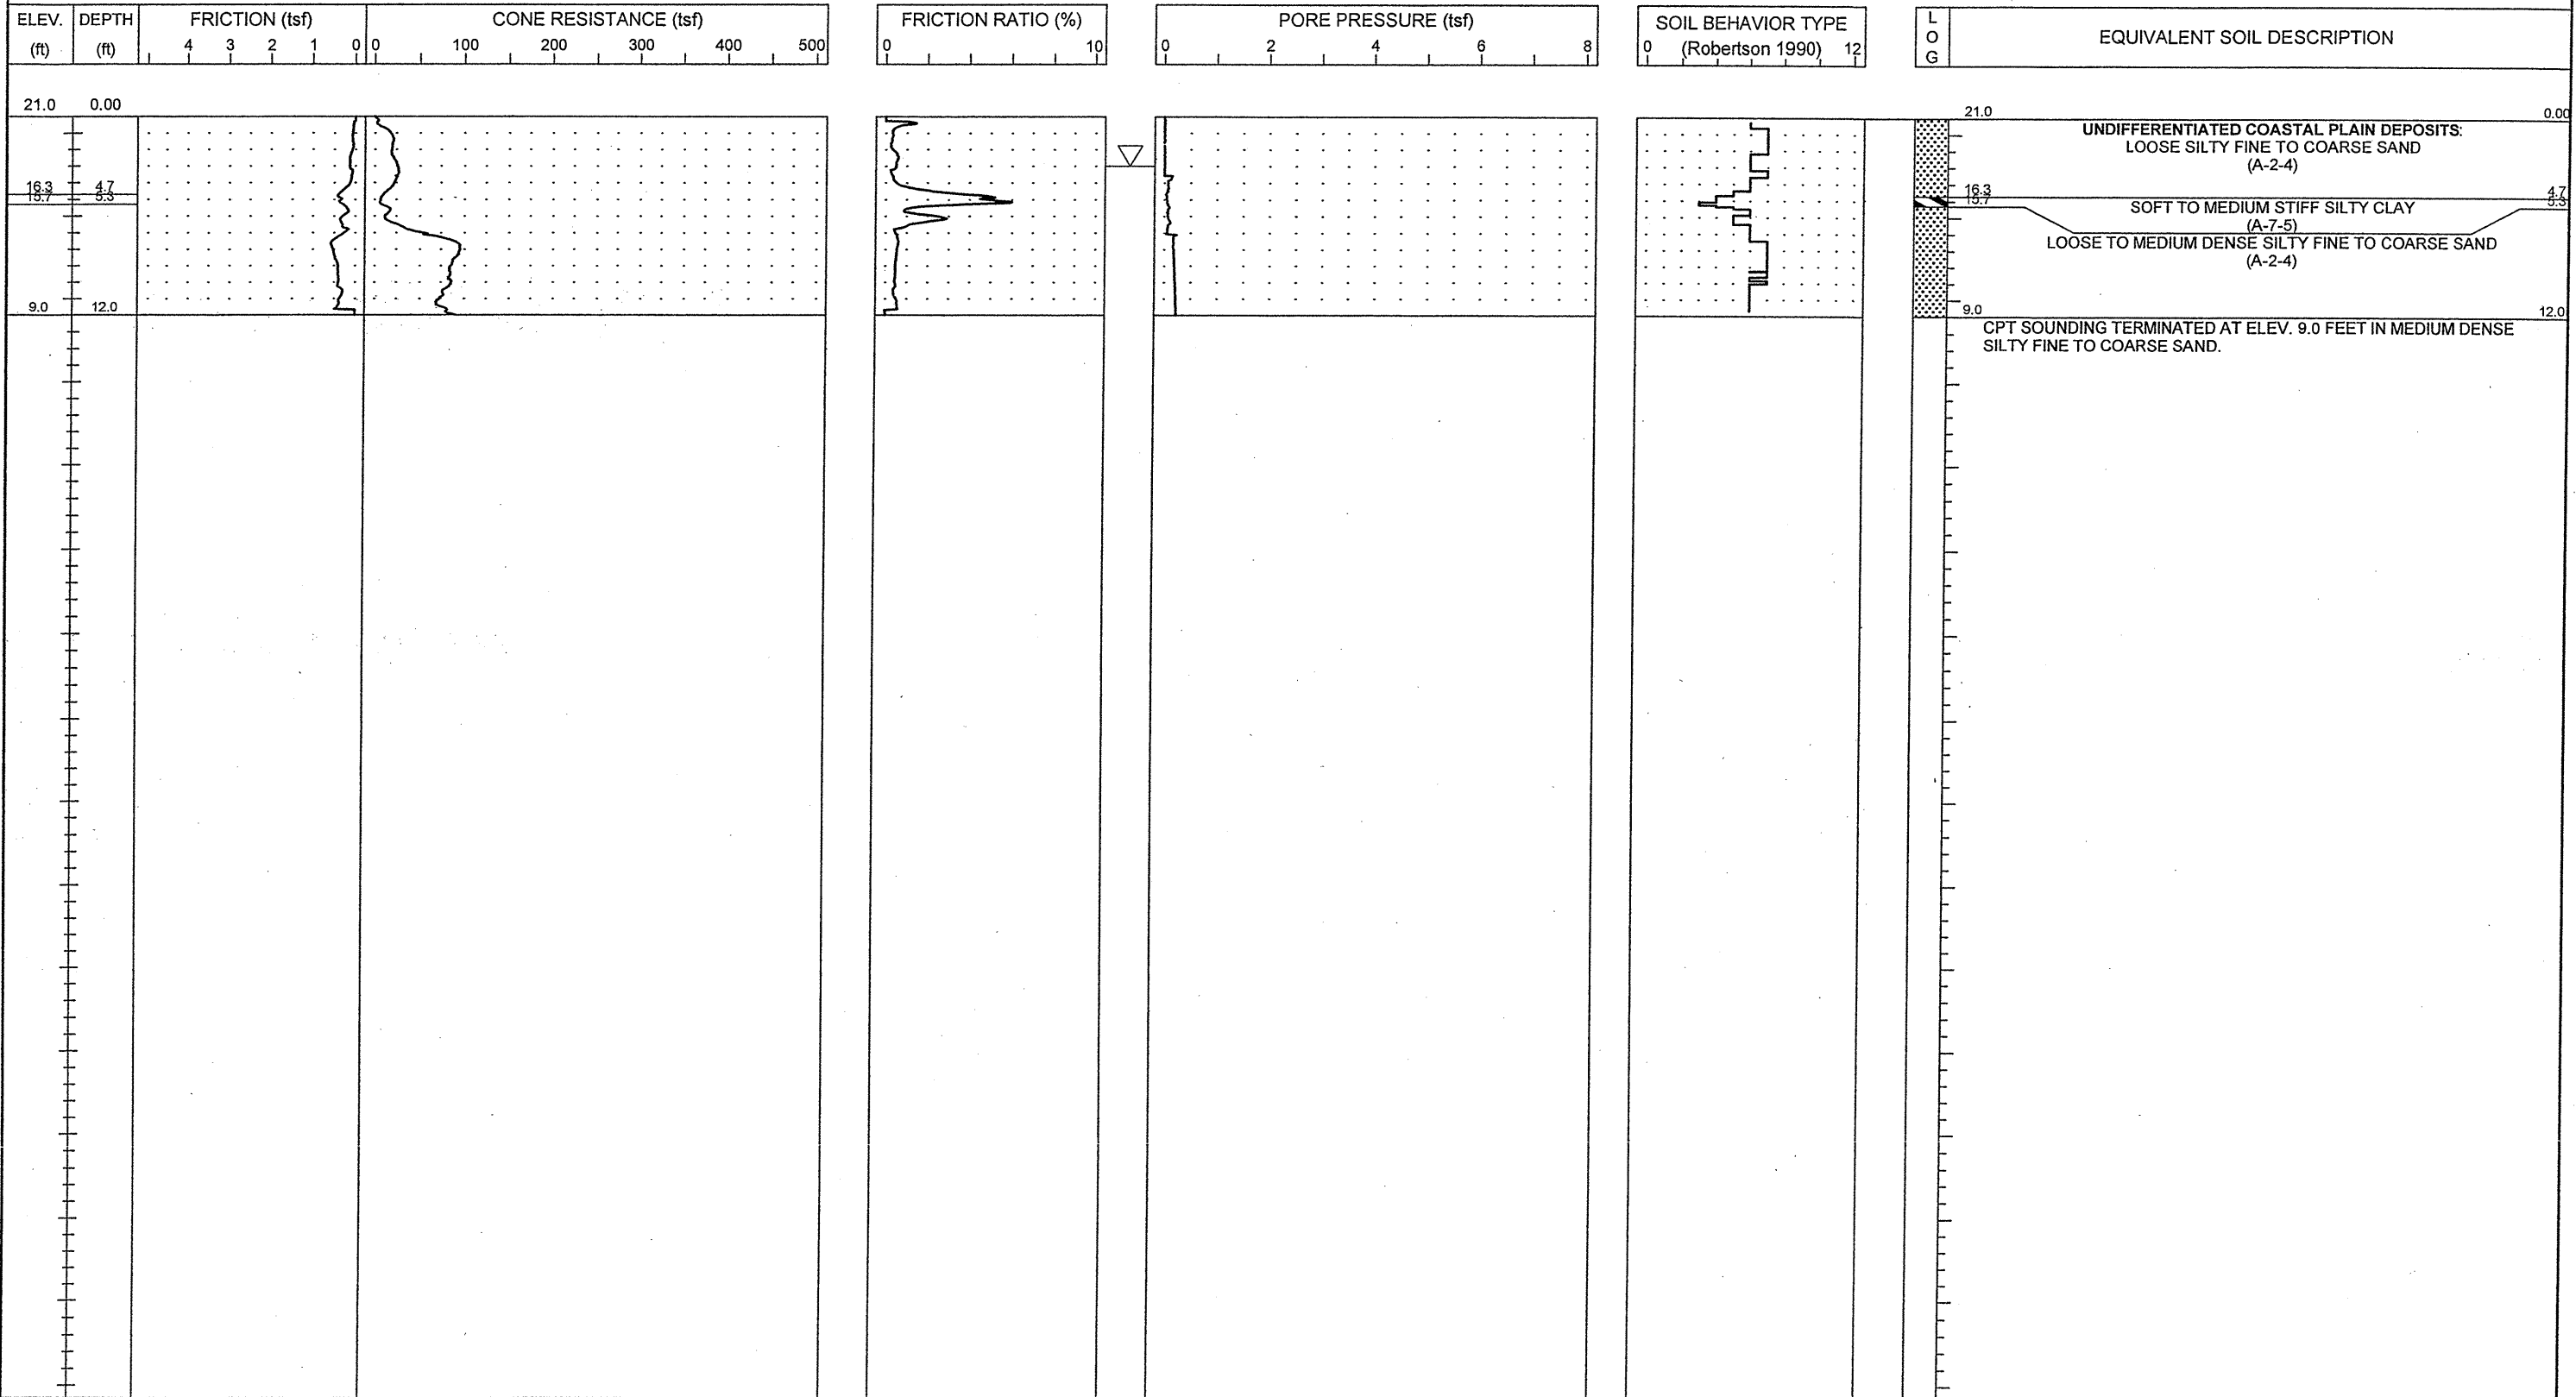 ELEV. DEPTH FRICTION (tsf) CONE RESISTANCE (tsf) FRICTION RATIO (%) PORE PRESSURE (tsf) SOIL BEHAVIOR TYPE L
(ft) (ft) 4 3 2 1 0 0 100 200 300 400 500 0 10 0 2 4 6 8 0 (Robertson 1990) 12 O EQUIVALENT SOIL DESCRIPTION
G
21.0 0.00 21.0 0.00
UNDIFFERENTIATED COASTAL PLAIN DEPOSITS:
LOOSE SILTY FINE TO COARSE SAND
(A-2-4)
16.3 4.7 16.3 4.7
15.7 5.3 15.7 5.3
SOFT TO MEDIUM STIFF SILTY CLAY
(A-7-5)
LOOSE TO MEDIUM DENSE SILTY FINE TO COARSE SAND
(A-2-4)
9.0 12.0 9.0 12.0
CPT SOUNDING TERMINATED AT ELEV. 9.0 FEET IN MEDIUM DENSE
SILTY FINE TO COARSE SAND.